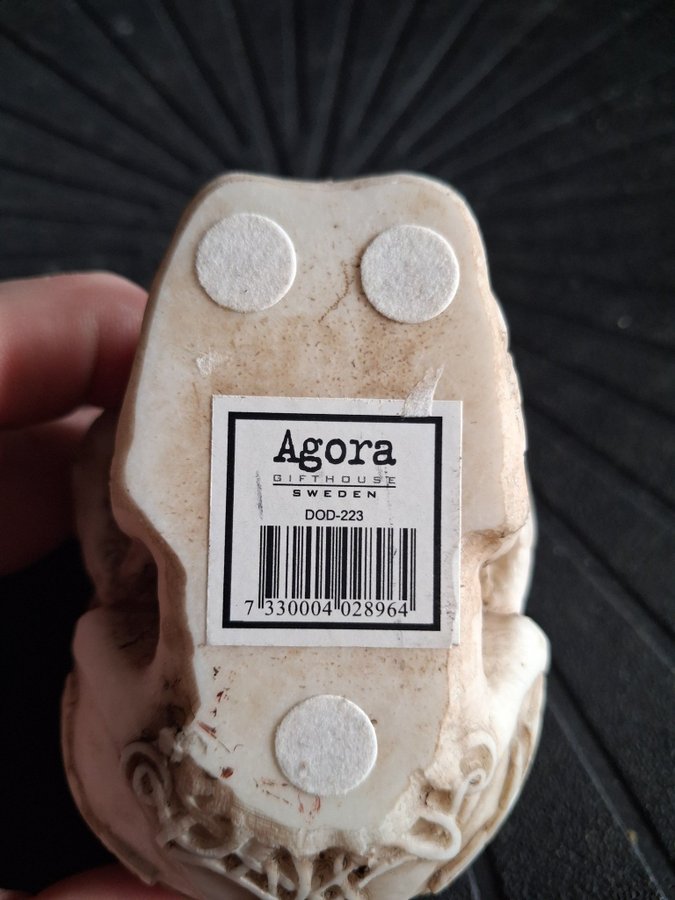 Agora
GIFTHOUSE
SWEDEN
DOD-223
7 330004 028964